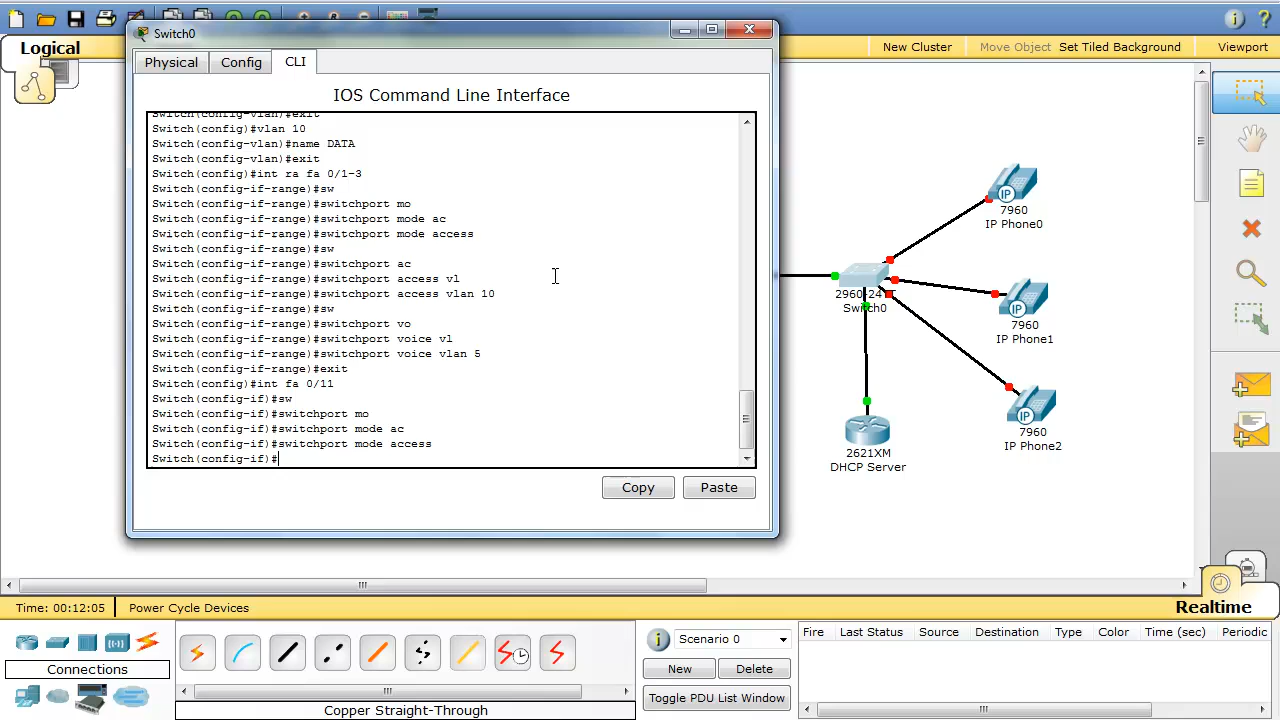 Logical
New Cluster
Move Object
Set Tiled Background
Viewport
Switch0
Physical
Config
CLI
IOS Command Line Interface
Switch(config-vlan)#exit
Switch(config)#vlan 10
Switch(config-vlan)#name DATA
Switch(config-vlan)#exit
Switch(config)#int ra fa 0/1-3
Switch(config-if-range)#sw
Switch(config-if-range)#switchport mo
Switch(config-if-range)#switchport mode ac
Switch(config-if-range)#switchport mode access
Switch(config-if-range)#sw
Switch(config-if-range)#switchport ac
Switch(config-if-range)#switchport access vl
Switch(config-if-range)#switchport access vlan 10
Switch(config-if-range)#sw
Switch(config-if-range)#switchport vo
Switch(config-if-range)#switchport voice vl
Switch(config-if-range)#switchport voice vlan 5
Switch(config-if-range)#exit
Switch(config)#int fa 0/11
Switch(config-if)#sw
Switch(config-if)#switchport mo
Switch(config-if)#switchport mode ac
Switch(config-if)#switchport mode access
Switch(config-if)#
Copy
Paste
IP
7960
IP Phone0
2960-24
Switch0
IP
7960
IP Phone1
IP
7960
IP Phone2
2621XM
DHCP Server
Time: 00:12:05
Power Cycle Devices
Realtime
Connections
Copper Straight-Through
Scenario 0
New
Delete
Toggle PDU List Window
Fire
Last Status
Source
Destination
Type
Color
Time (sec)
Periodic